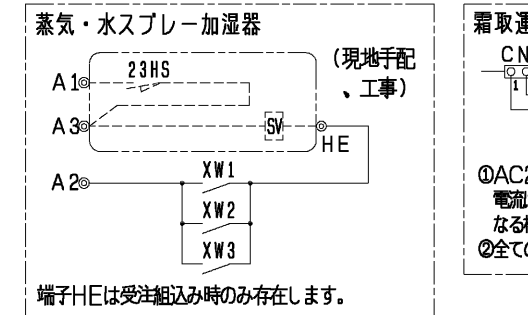 蒸気・水スプレー加湿器
(現地手配
、工事)
23HS
A1
A3
SV
HE
A2
XW1
XW2
XW3
端子HEは受注組込み時のみ存在します。
霜取運
CN
1
①AC2
電流
なる
②全ての